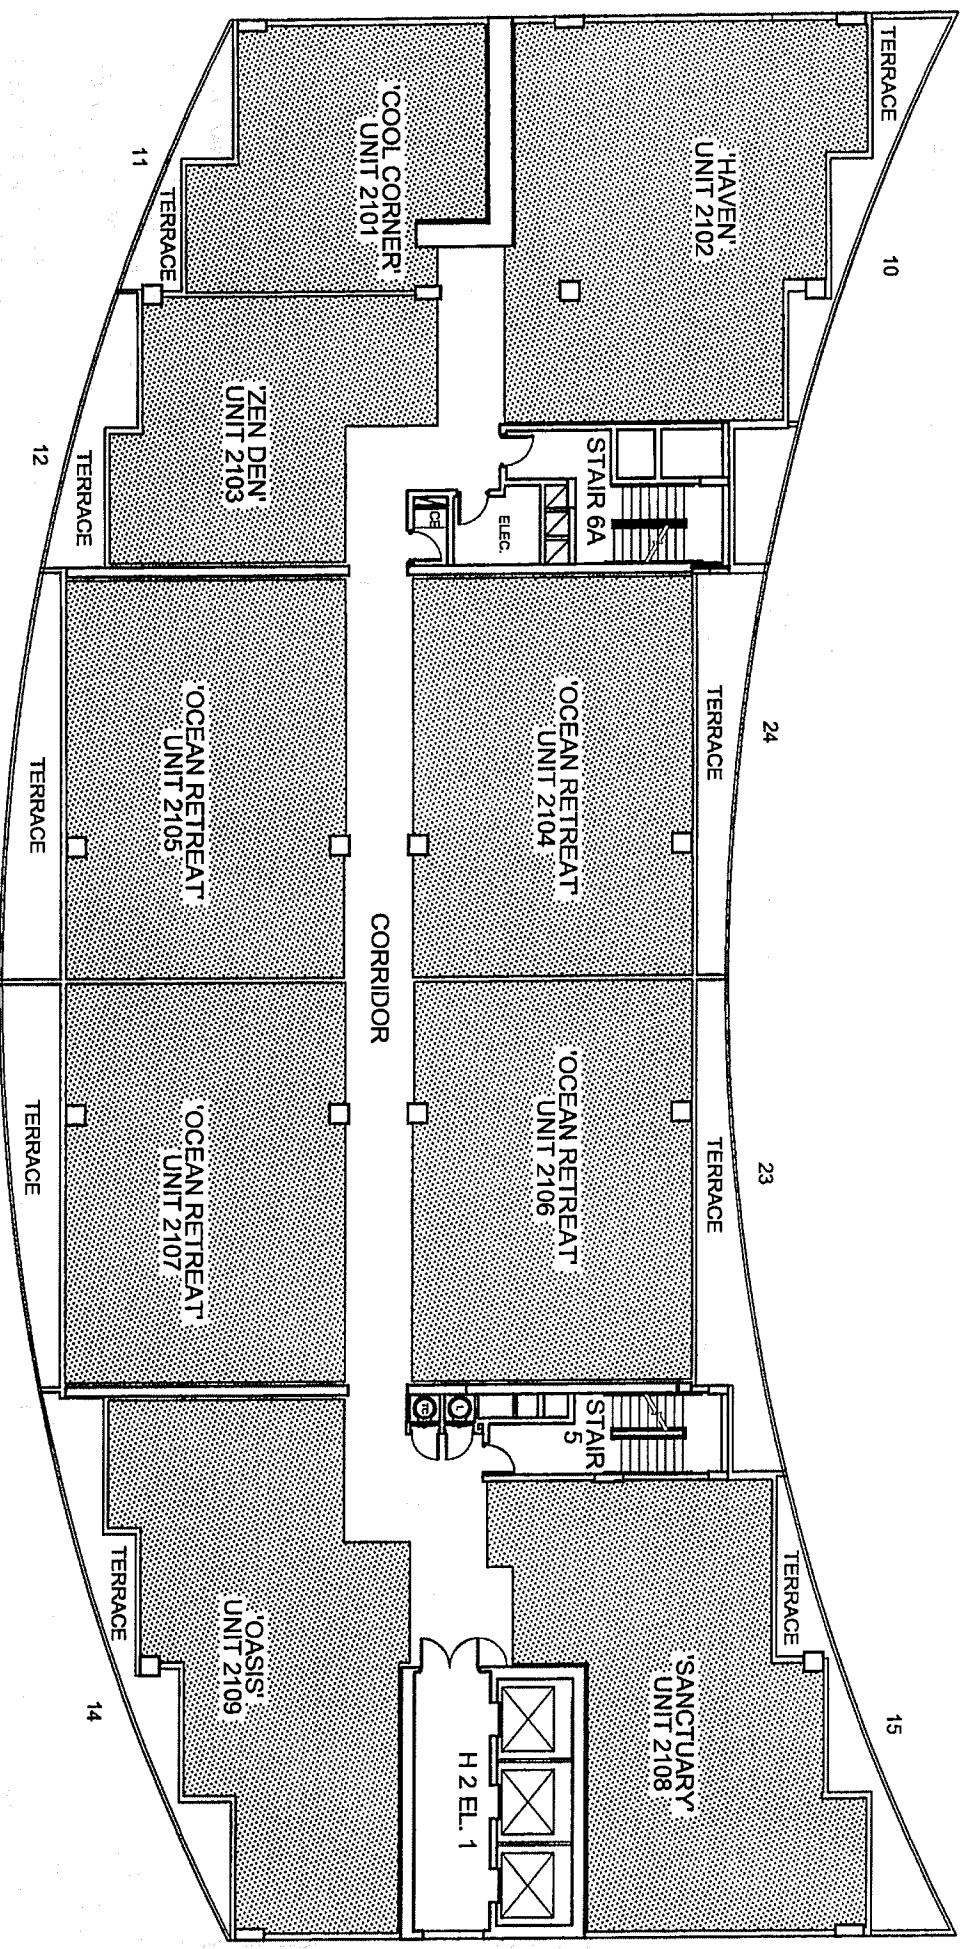 TERRACE
10
24
23
15
TERRACE
TERRACE
TERRACE
'HAVEN'
UNIT 2102
STAIR 6A
ELEC.
'OCEAN RETREAT'
UNIT 2104
'OCEAN RETREAT'
UNIT 2106
STAIR
5
'SANCTUARY'
UNIT 2108
H 2 EL. 1
CORRIDOR
'COOL CORNER'
UNIT 2101
'ZEN DEN'
UNIT 2103
'OCEAN RETREAT'
UNIT 2105
'OCEAN RETREAT'
UNIT 2107
'OASIS'
UNIT 2109
TERRACE
TERRACE
TERRACE
TERRACE
TERRACE
11
12
14